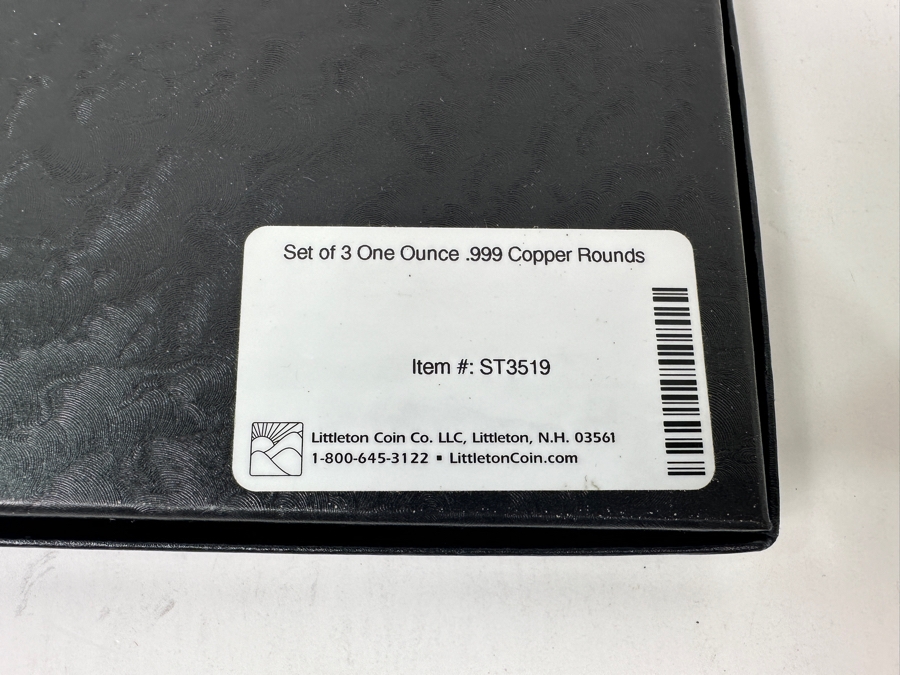 Set of 3 One Ounce .999 Copper Rounds
Item #: ST3519
Littleton Coin Co. LLC, Littleton, N.H. 03561
1-800-645-3122 ▪ LittletonCoin.com